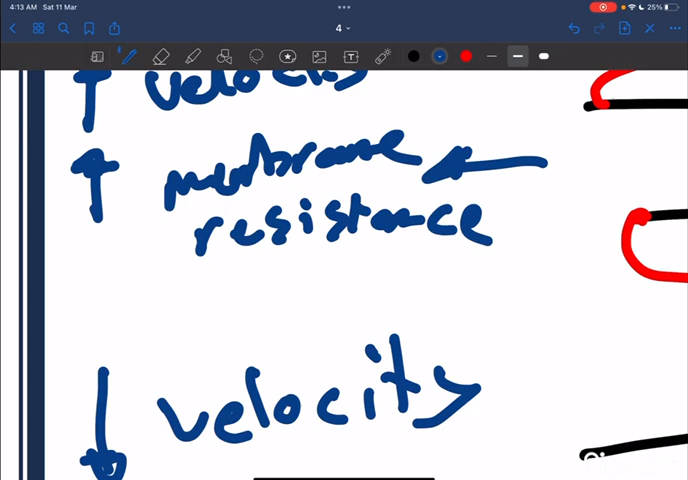 4:13 AM Sat 11 Mar
25%
4
↑ velocity
↑ membrane ←
resistance
↓ velocity